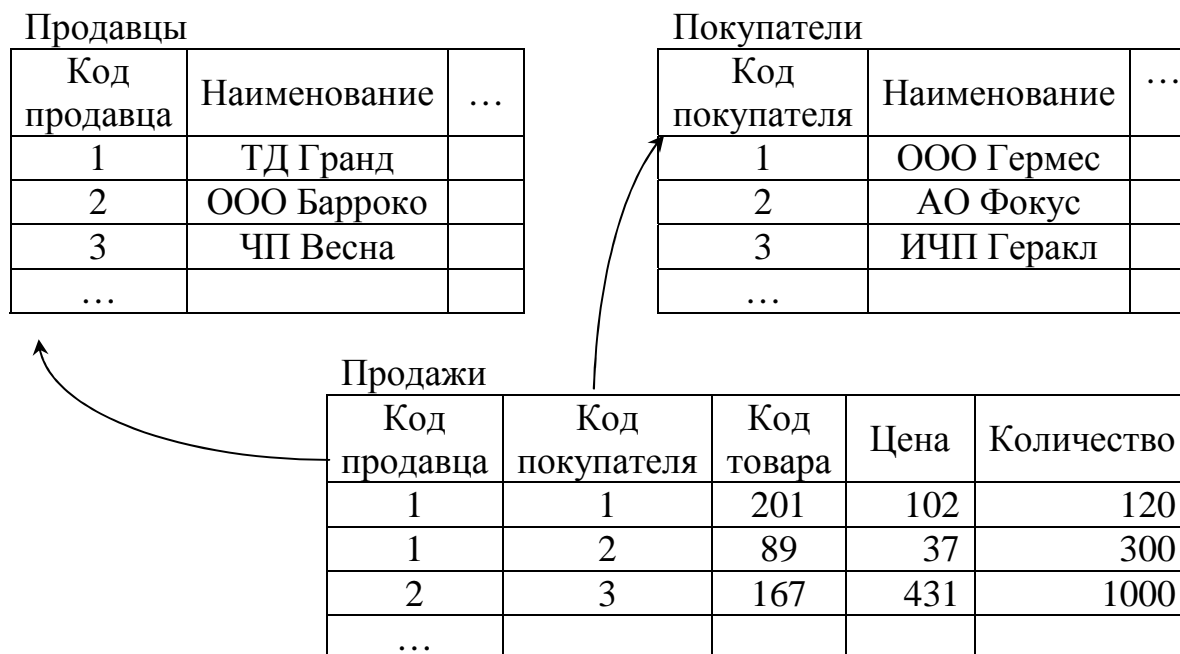 Продавцы
Код продавца Наименование …
1 ТД Гранд
2 ООО Барроко
3 ЧП Весна
…
Покупатели
Код покупателя Наименование …
1 ООО Гермес
2 АО Фокус
3 ИЧП Геракл
…
Продажи
Код продавца Код покупателя Код товара Цена Количество
1 1 201 102 120
1 2 89 37 300
2 3 167 431 1000
…